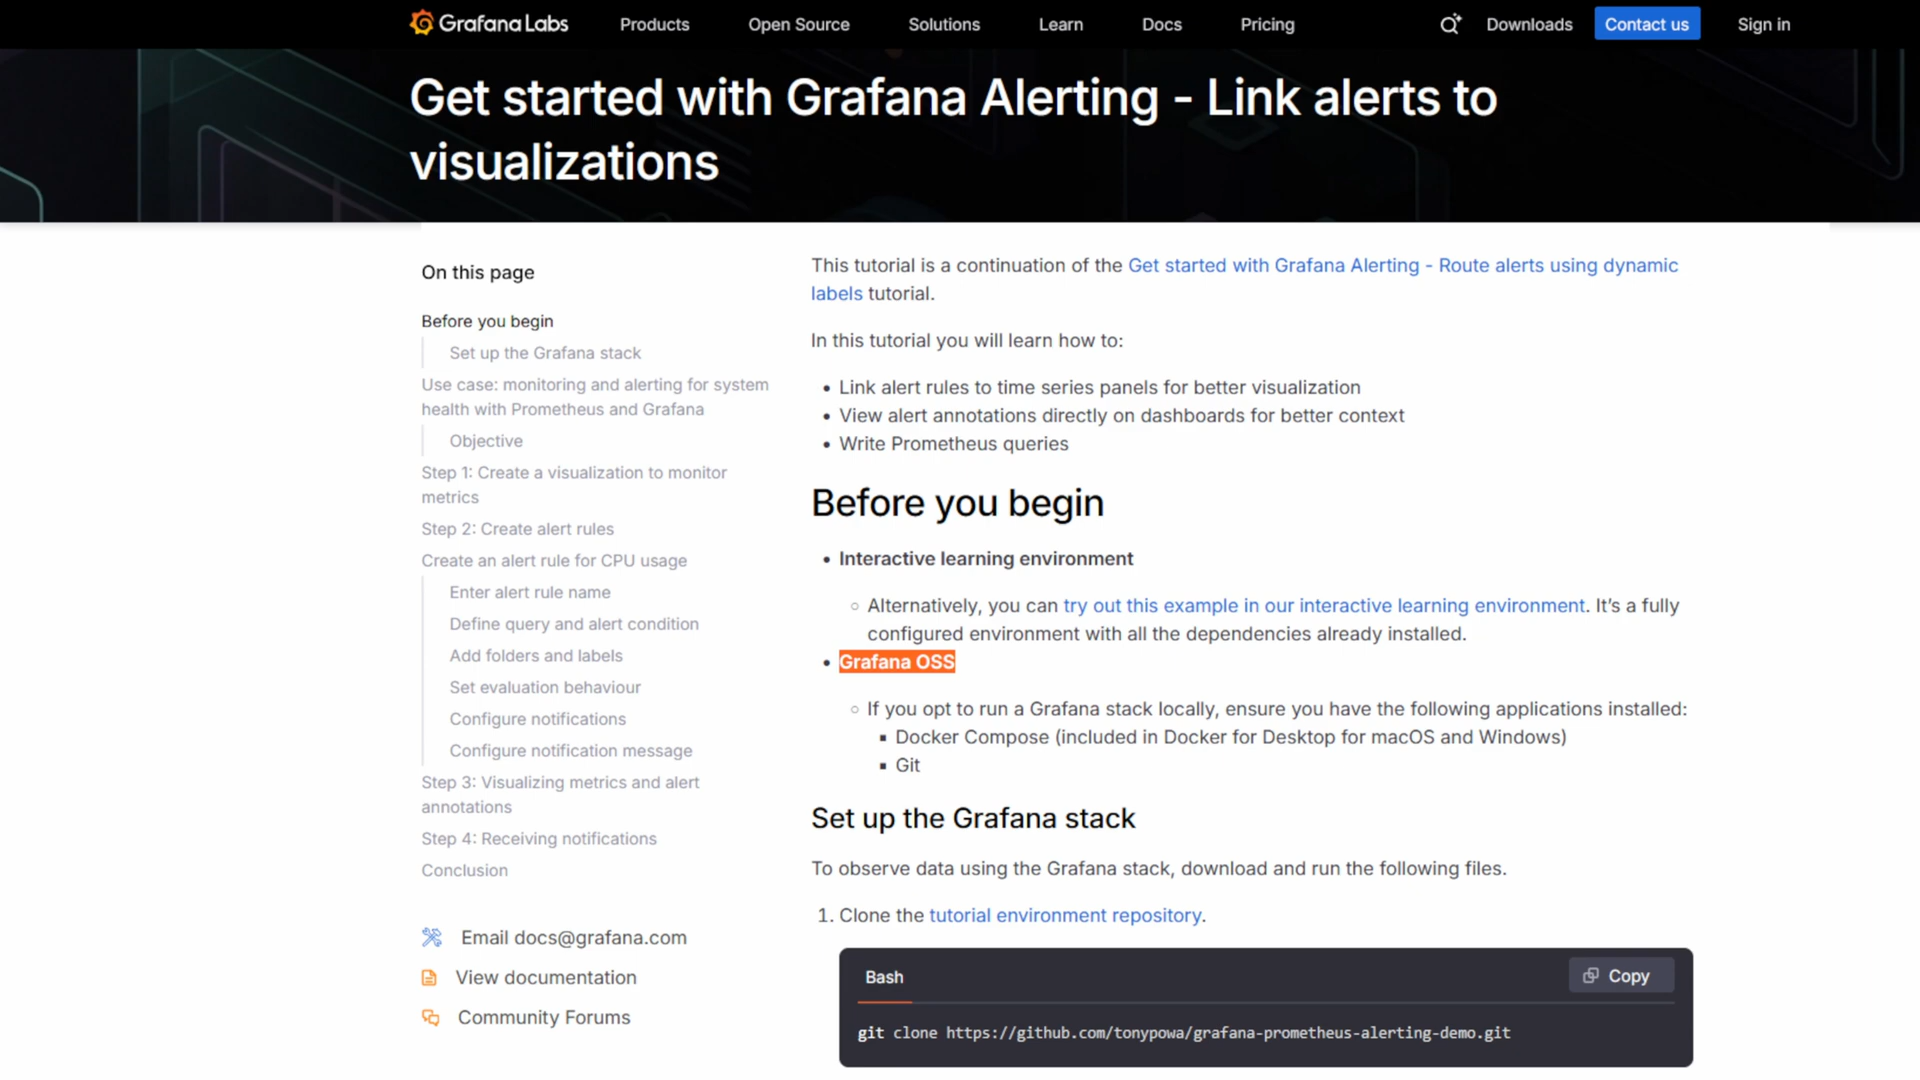 Grafana Labs
Products
Open Source
Solutions
Learn
Docs
Pricing
Downloads
Contact us
Sign in
Get started with Grafana Alerting - Link alerts to
visualizations
On this page
Before you begin
Set up the Grafana stack
Use case: monitoring and alerting for system
health with Prometheus and Grafana
Objective
Step 1: Create a visualization to monitor
metrics
Step 2: Create alert rules
Create an alert rule for CPU usage
Enter alert rule name
Define query and alert condition
Add folders and labels
Set evaluation behaviour
Configure notifications
Configure notification message
Step 3: Visualizing metrics and alert
annotations
Step 4: Receiving notifications
Conclusion
Email docs@grafana.com
View documentation
Community Forums
This tutorial is a continuation of the Get started with Grafana Alerting - Route alerts using dynamic
labels tutorial.
In this tutorial you will learn how to:
• Link alert rules to time series panels for better visualization
• View alert annotations directly on dashboards for better context
• Write Prometheus queries
Before you begin
• Interactive learning environment
○ Alternatively, you can try out this example in our interactive learning environment. It’s a fully
configured environment with all the dependencies already installed.
• Grafana OSS
○ If you opt to run a Grafana stack locally, ensure you have the following applications installed:
▪ Docker Compose (included in Docker for Desktop for macOS and Windows)
▪ Git
Set up the Grafana stack
To observe data using the Grafana stack, download and run the following files.
1. Clone the tutorial environment repository.
Bash
Copy
git clone https://github.com/tonypowa/grafana-prometheus-alerting-demo.git